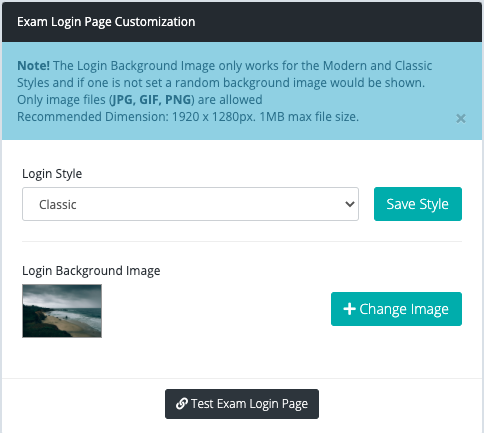 Exam Login Page Customization
Note! The Login Background Image only works for the Modern and Classic
Styles and if one is not set a random background image would be shown.
Only image files (JPG, GIF, PNG) are allowed
Recommended Dimension: 1920 x 1280px. 1MB max file size.
×
Login Style
Classic
Save Style
Login Background Image
Change Image
Test Exam Login Page